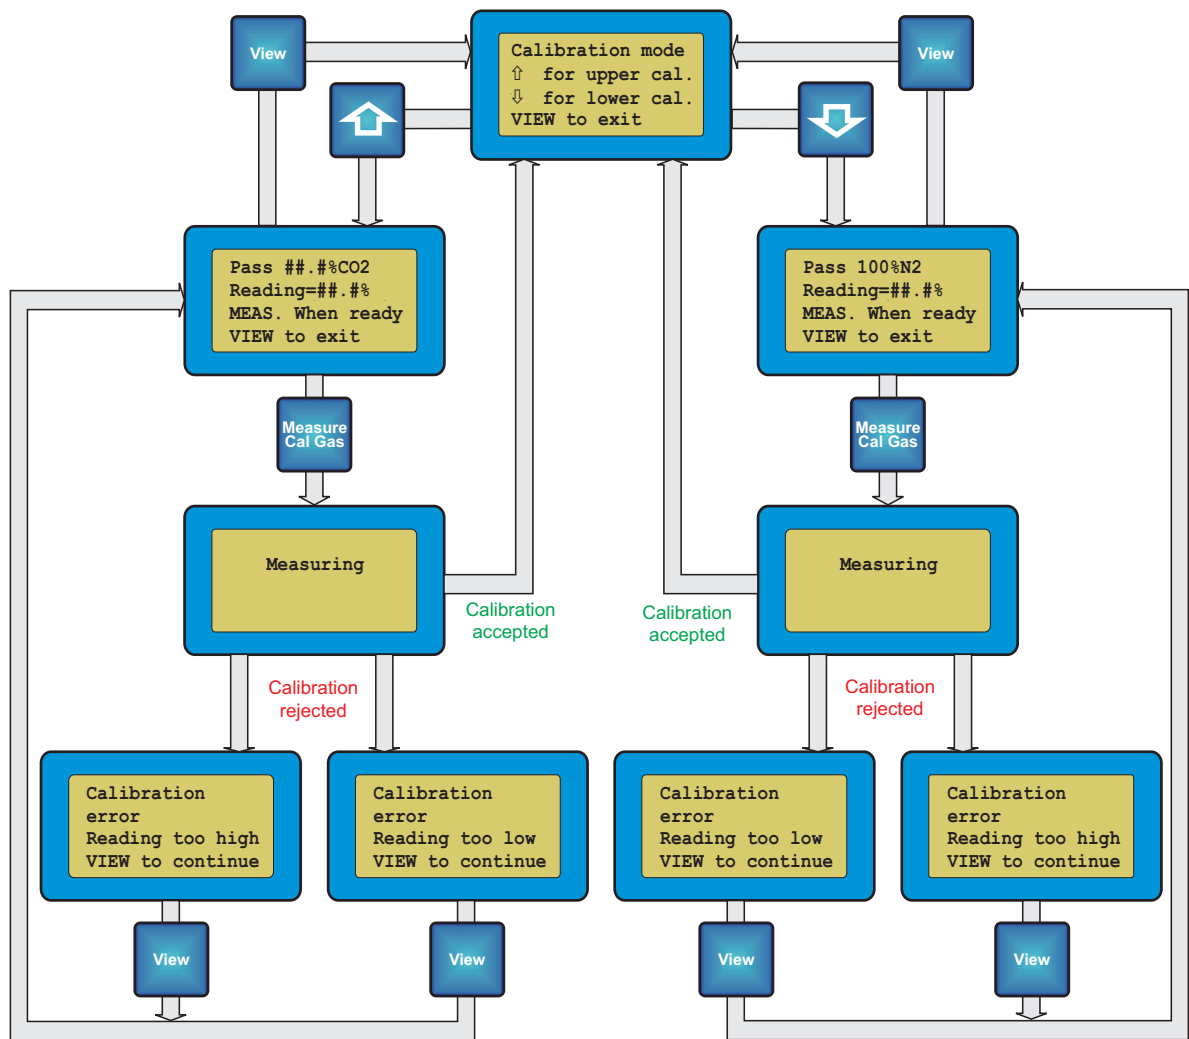 View
Calibration mode
⇧ for upper cal.
⇩ for lower cal.
VIEW to exit
View
Pass ##.#%CO2
Reading=##.#%
MEAS. When ready
VIEW to exit
Pass 100%N2
Reading=##.#%
MEAS. When ready
VIEW to exit
Measure
Cal Gas
Measure
Cal Gas
Measuring
Measuring
Calibration
accepted
Calibration
accepted
Calibration
rejected
Calibration
rejected
Calibration
error
Reading too high
VIEW to continue
Calibration
error
Reading too low
VIEW to continue
Calibration
error
Reading too low
VIEW to continue
Calibration
error
Reading too high
VIEW to continue
View
View
View
View